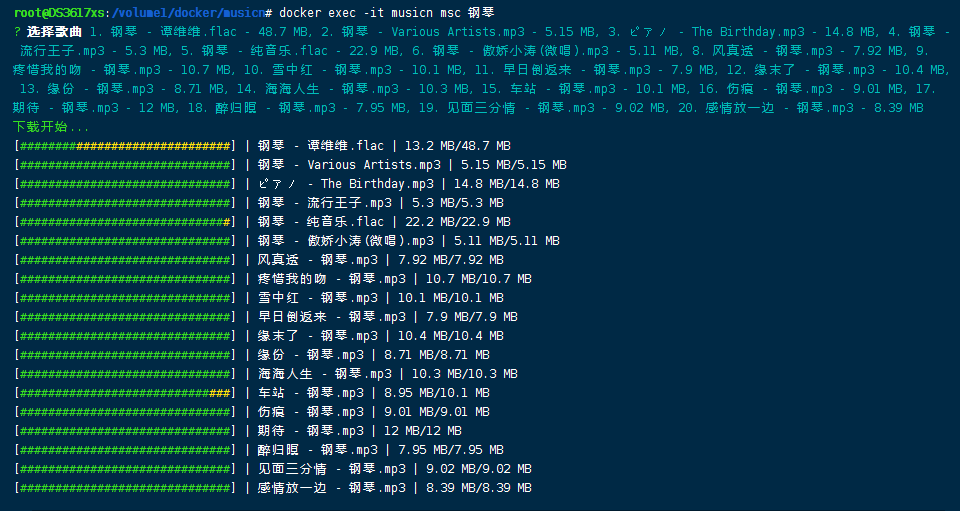 root@DS3617xs:/volume1/docker/musicn# docker exec -it musicn msc 钢琴
? 选择歌曲 1. 钢琴 - 谭维维.flac - 48.7 MB, 2. 钢琴 - Various Artists.mp3 - 5.15 MB, 3. ピアノ - The Birthday.mp3 - 14.8 MB, 4. 钢琴 -
流行王子.mp3 - 5.3 MB, 5. 钢琴 - 纯音乐.flac - 22.9 MB, 6. 钢琴 - 傲娇小涛(微唱).mp3 - 5.11 MB, 8. 风真透 - 钢琴.mp3 - 7.92 MB, 9.
疼惜我的吻 - 钢琴.mp3 - 10.7 MB, 10. 雪中红 - 钢琴.mp3 - 10.1 MB, 11. 早日倒返来 - 钢琴.mp3 - 7.9 MB, 12. 缘末了 - 钢琴.mp3 - 10.4 MB,
13. 缘份 - 钢琴.mp3 - 8.71 MB, 14. 海海人生 - 钢琴.mp3 - 10.3 MB, 15. 车站 - 钢琴.mp3 - 10.1 MB, 16. 伤痕 - 钢琴.mp3 - 9.01 MB, 17.
期待 - 钢琴.mp3 - 12 MB, 18. 醉归暝 - 钢琴.mp3 - 7.95 MB, 19. 见面三分情 - 钢琴.mp3 - 9.02 MB, 20. 感情放一边 - 钢琴.mp3 - 8.39 MB
下载开始...
[##############################] | 钢琴 - 谭维维.flac | 13.2 MB/48.7 MB
[##############################] | 钢琴 - Various Artists.mp3 | 5.15 MB/5.15 MB
[##############################] | ピアノ - The Birthday.mp3 | 14.8 MB/14.8 MB
[##############################] | 钢琴 - 流行王子.mp3 | 5.3 MB/5.3 MB
[##############################] | 钢琴 - 纯音乐.flac | 22.2 MB/22.9 MB
[##############################] | 钢琴 - 傲娇小涛(微唱).mp3 | 5.11 MB/5.11 MB
[##############################] | 风真透 - 钢琴.mp3 | 7.92 MB/7.92 MB
[##############################] | 疼惜我的吻 - 钢琴.mp3 | 10.7 MB/10.7 MB
[##############################] | 雪中红 - 钢琴.mp3 | 10.1 MB/10.1 MB
[##############################] | 早日倒返来 - 钢琴.mp3 | 7.9 MB/7.9 MB
[##############################] | 缘末了 - 钢琴.mp3 | 10.4 MB/10.4 MB
[##############################] | 缘份 - 钢琴.mp3 | 8.71 MB/8.71 MB
[##############################] | 海海人生 - 钢琴.mp3 | 10.3 MB/10.3 MB
[##############################] | 车站 - 钢琴.mp3 | 8.95 MB/10.1 MB
[##############################] | 伤痕 - 钢琴.mp3 | 9.01 MB/9.01 MB
[##############################] | 期待 - 钢琴.mp3 | 12 MB/12 MB
[##############################] | 醉归暝 - 钢琴.mp3 | 7.95 MB/7.95 MB
[##############################] | 见面三分情 - 钢琴.mp3 | 9.02 MB/9.02 MB
[##############################] | 感情放一边 - 钢琴.mp3 | 8.39 MB/8.39 MB